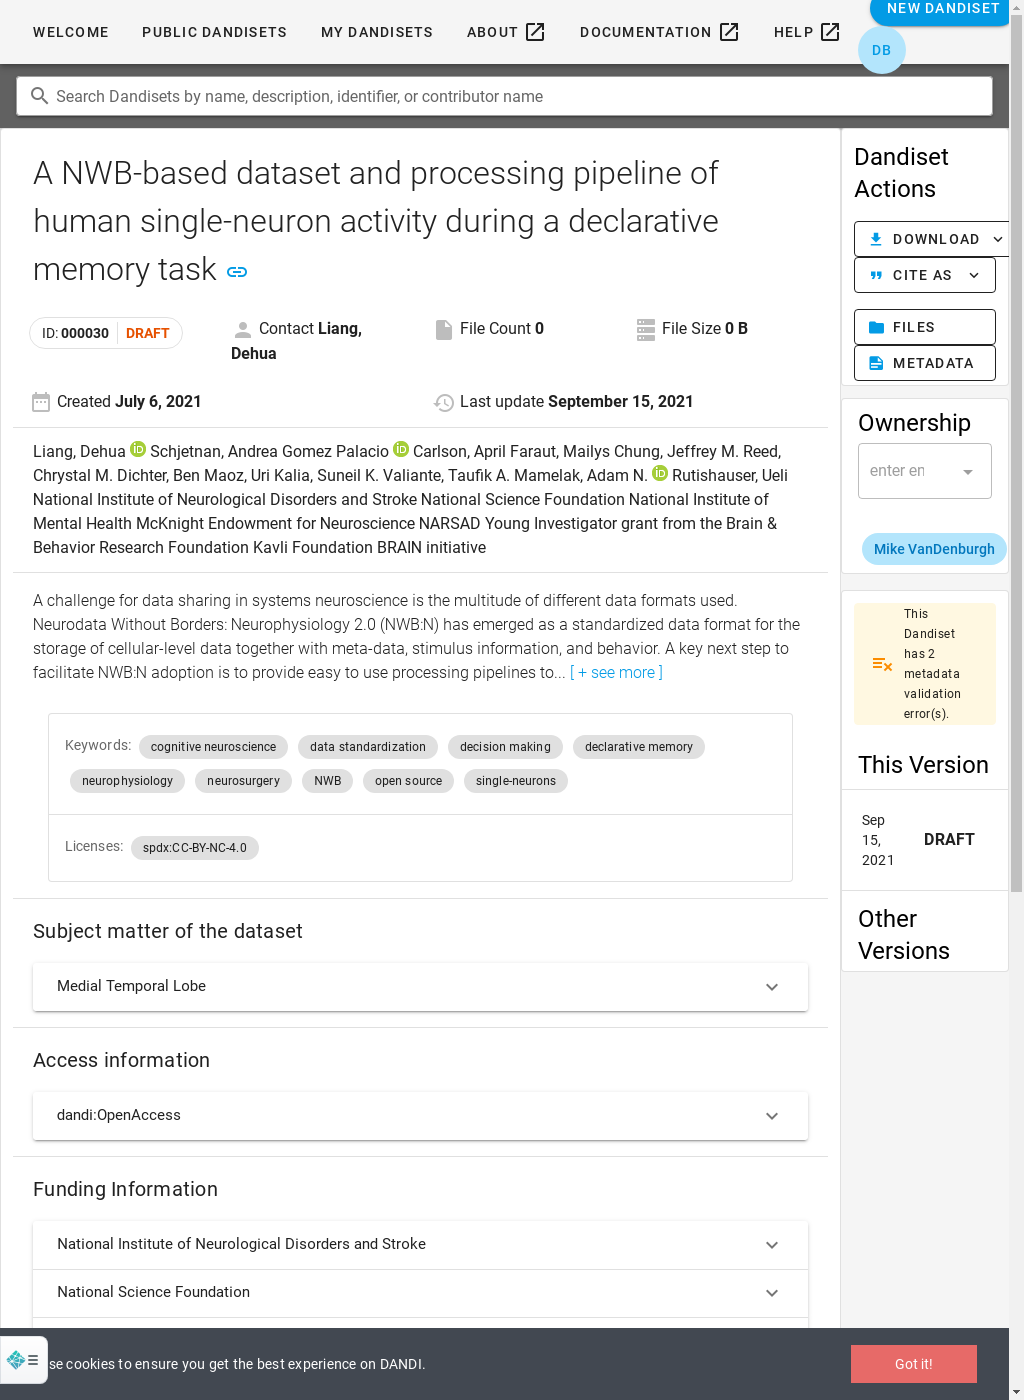 WELCOME PUBLIC DANDISETS MY DANDISETS ABOUT DOCUMENTATION HELP
NEW DANDISET
DB
Search Dandisets by name, description, identifier, or contributor name
A NWB-based dataset and processing pipeline of
human single-neuron activity during a declarative
memory task
ID: 000030 DRAFT
Contact Liang,
Dehua
File Count 0
File Size 0 B
Created July 6, 2021
Last update September 15, 2021
Liang, Dehua Schjetnan, Andrea Gomez Palacio Carlson, April Faraut, Mailys Chung, Jeffrey M. Reed,
Chrystal M. Dichter, Ben Maoz, Uri Kalia, Suneil K. Valiante, Taufik A. Mamelak, Adam N. Rutishauser, Ueli
National Institute of Neurological Disorders and Stroke National Science Foundation National Institute of
Mental Health McKnight Endowment for Neuroscience NARSAD Young Investigator grant from the Brain &
Behavior Research Foundation Kavli Foundation BRAIN initiative
A challenge for data sharing in systems neuroscience is the multitude of different data formats used.
Neurodata Without Borders: Neurophysiology 2.0 (NWB:N) has emerged as a standardized data format for the
storage of cellular-level data together with meta-data, stimulus information, and behavior. A key next step to
facilitate NWB:N adoption is to provide easy to use processing pipelines to... [ + see more ]
Keywords: cognitive neuroscience data standardization decision making declarative memory
neurophysiology neurosurgery NWB open source single-neurons
Licenses: spdx:CC-BY-NC-4.0
Subject matter of the dataset
Medial Temporal Lobe
Access information
dandi:OpenAccess
Funding Information
National Institute of Neurological Disorders and Stroke
National Science Foundation
Dandiset
Actions
DOWNLOAD
CITE AS
FILES
METADATA
Ownership
enter en
Mike VanDenburgh
This
Dandiset
has 2
metadata
validation
error(s).
This Version
Sep
15,
2021
DRAFT
Other
Versions
se cookies to ensure you get the best experience on DANDI.
Got it!